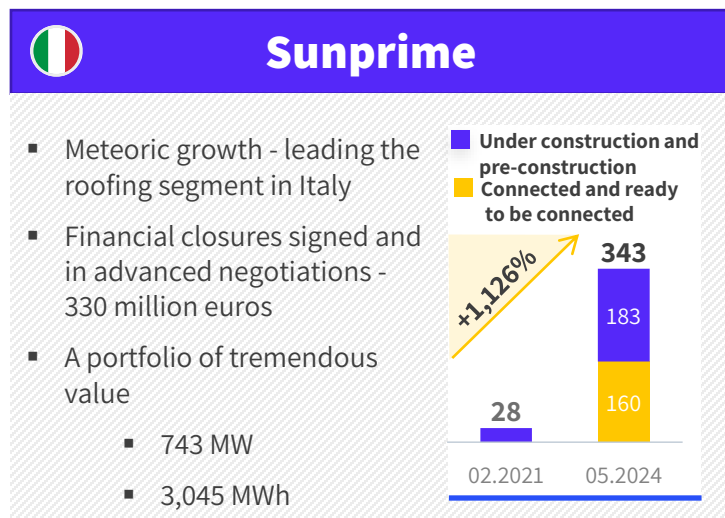 Sunprime
▪ Meteoric growth - leading the
roofing segment in Italy
▪ Financial closures signed and
in advanced negotiations -
330 million euros
▪ A portfolio of tremendous
value
▪ 743 MW
▪ 3,045 MWh
Under construction and
pre-construction
Connected and ready
to be connected
+1,126%
343
183
160
28
02.2021 05.2024